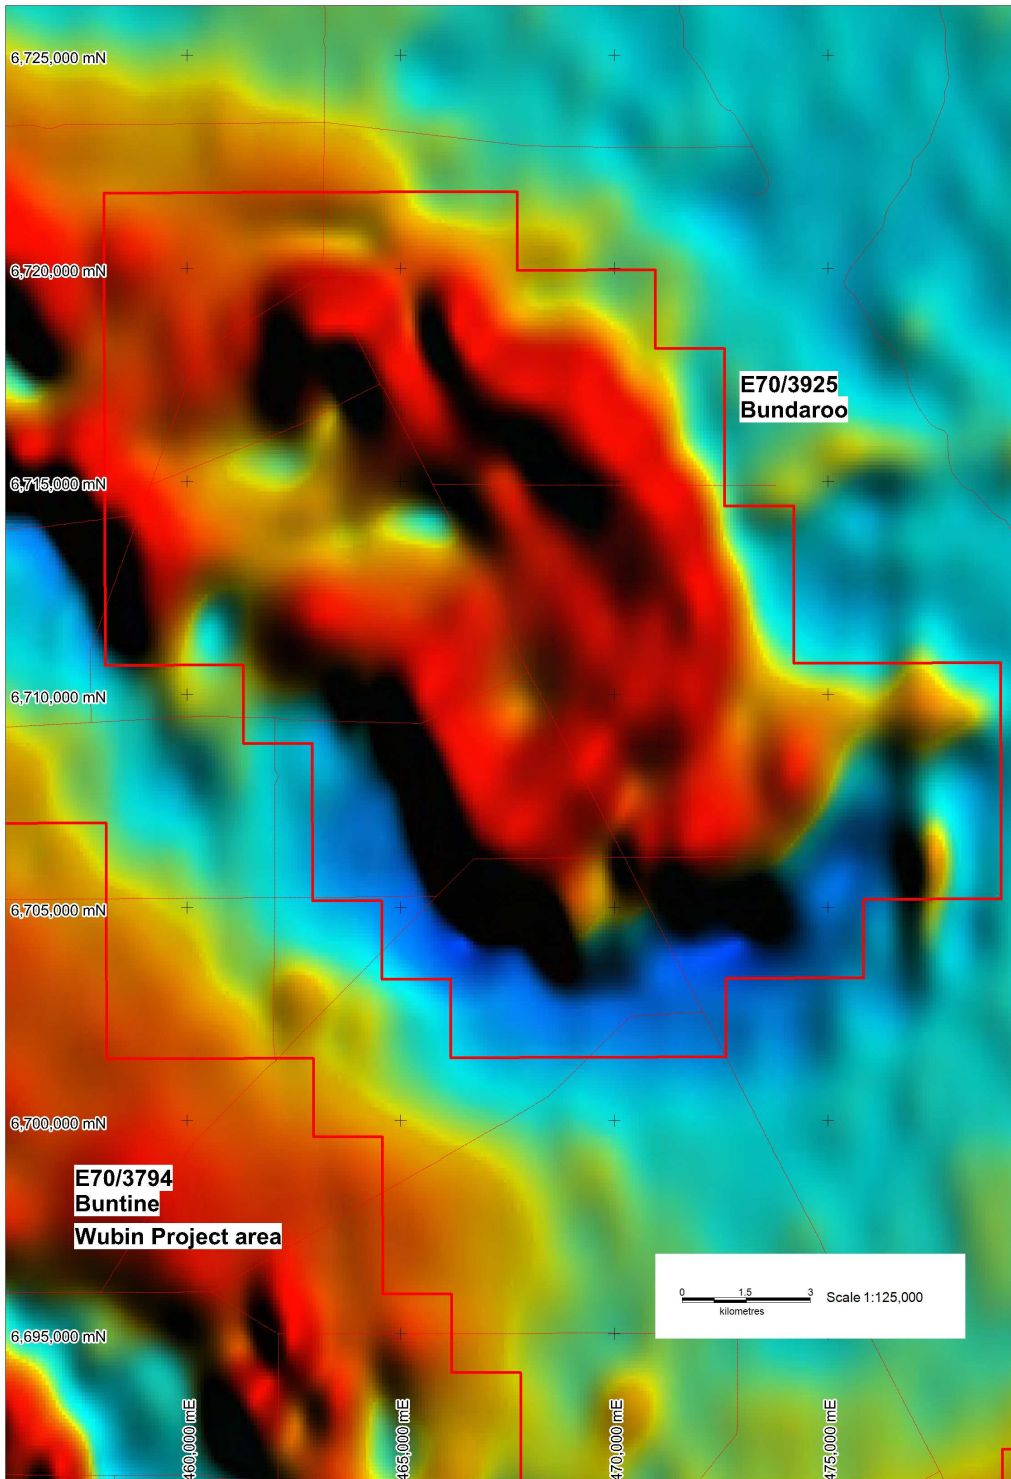 6,725,000 mN
6,720,000 mN
E70/3925
Bundaroo
6,715,000 mN
6,710,000 mN
6,705,000 mN
6,700,000 mN
E70/3794
Buntine
Wubin Project area
0 1.5 3
kilometres
Scale 1:125,000
6,695,000 mN
460,000 mE
465,000 mE
470,000 mE
475,000 mE